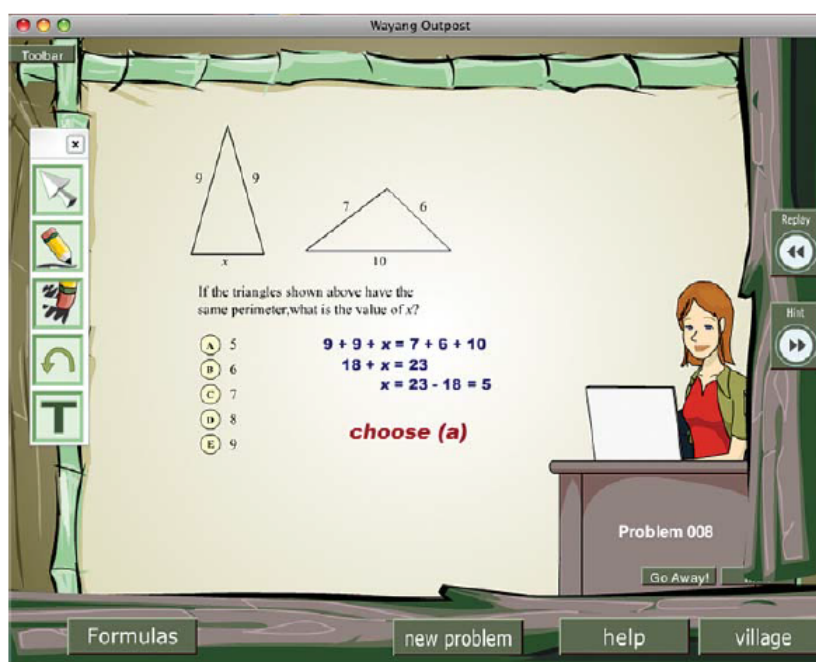 Wayang Outpost
Toolbar
9
9
x
7
6
10
If the triangles shown above have the
same perimeter,what is the value of x?
A 5
B 6
C 7
D 8
E 9
9 + 9 + x = 7 + 6 + 10
18 + x = 23
x = 23 - 18 = 5
choose (a)
Replay
Hint
T
Problem 008
Go Away!
Formulas
new problem
help
village